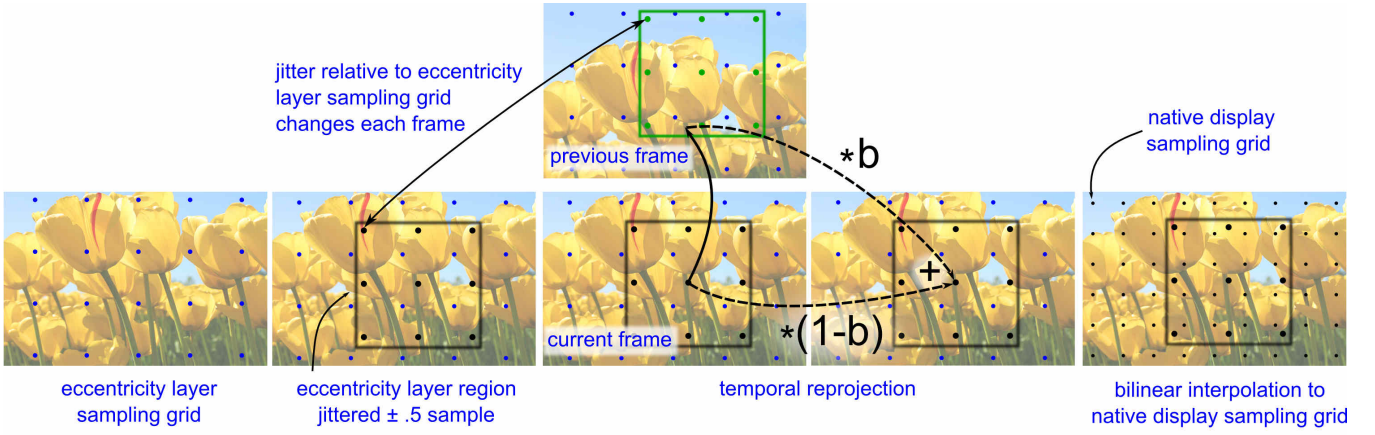 jitter relative to eccentricity
layer sampling grid
changes each frame
previous frame
*b
native display
sampling grid
+
current frame
*(1-b)
eccentricity layer
sampling grid
eccentricity layer region
jittered ± .5 sample
temporal reprojection
bilinear interpolation to
native display sampling grid